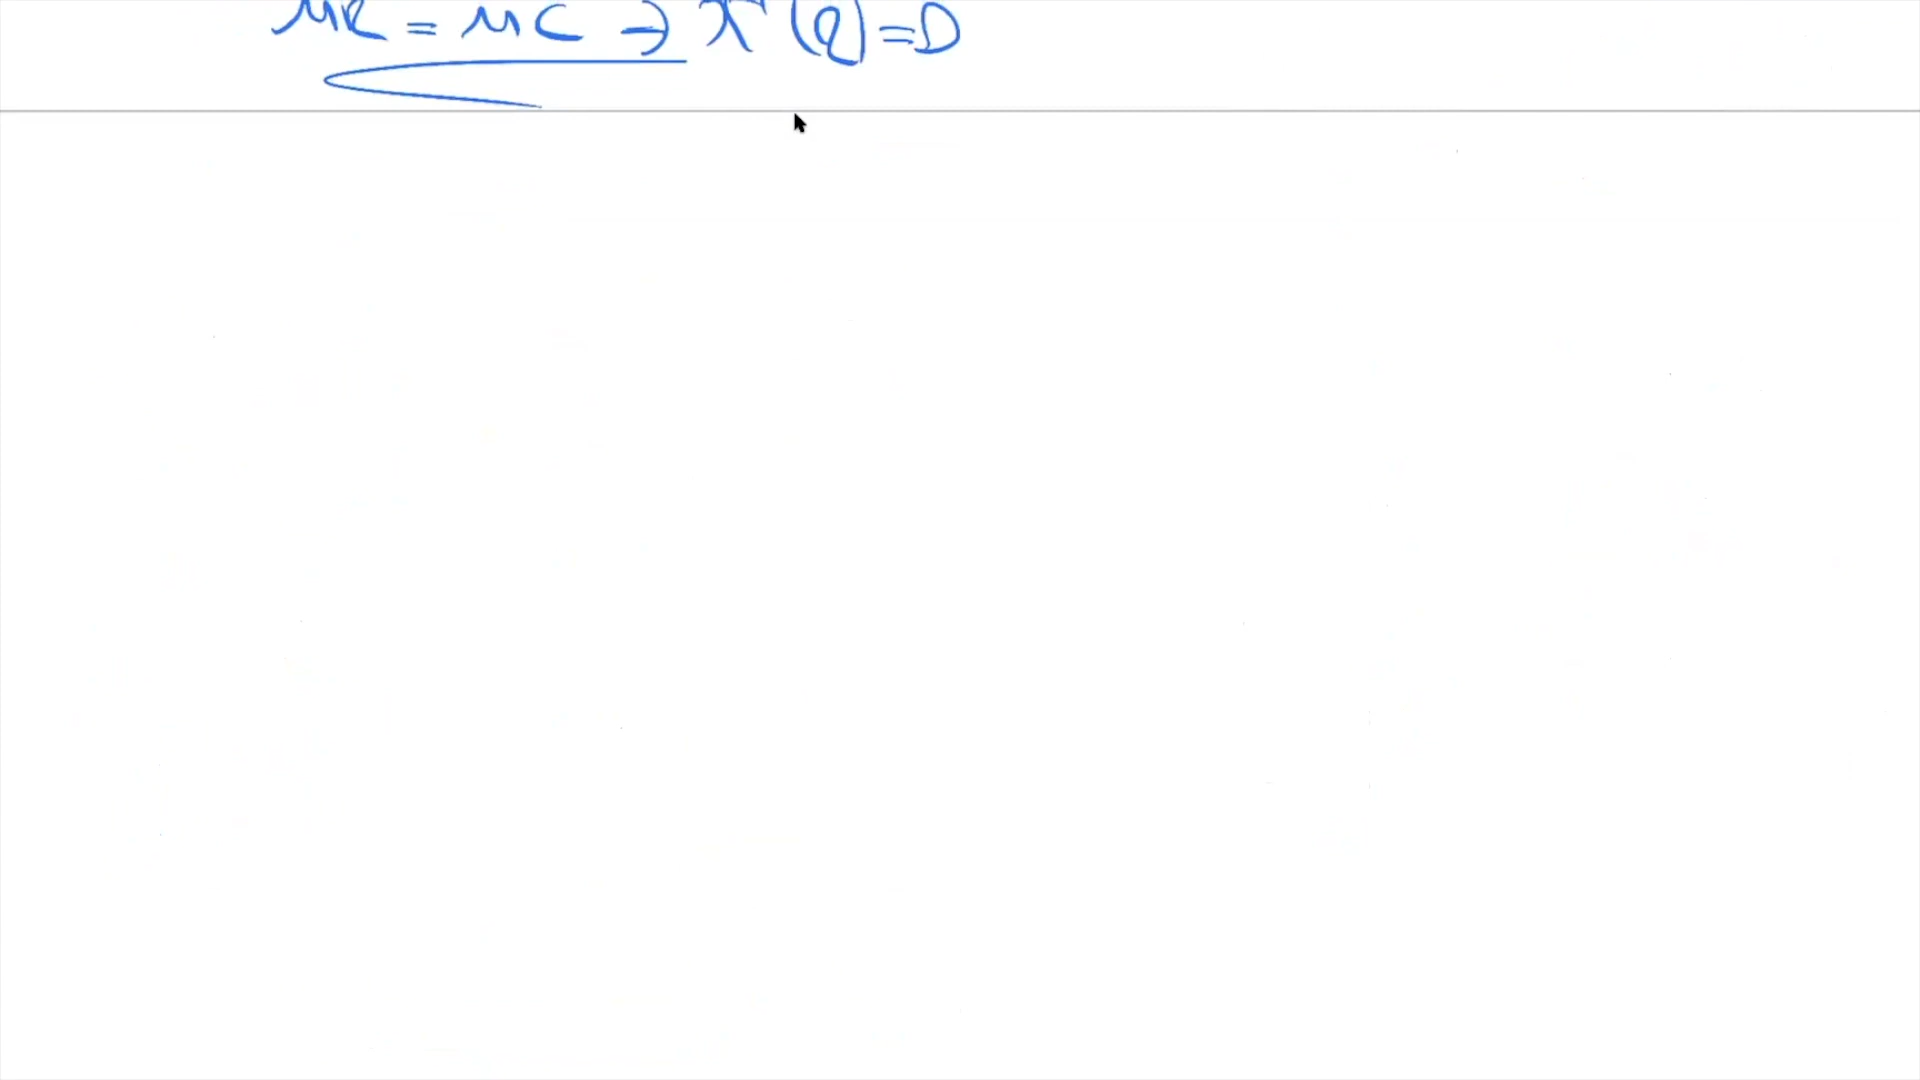 MR = MC → π'(Q)=0